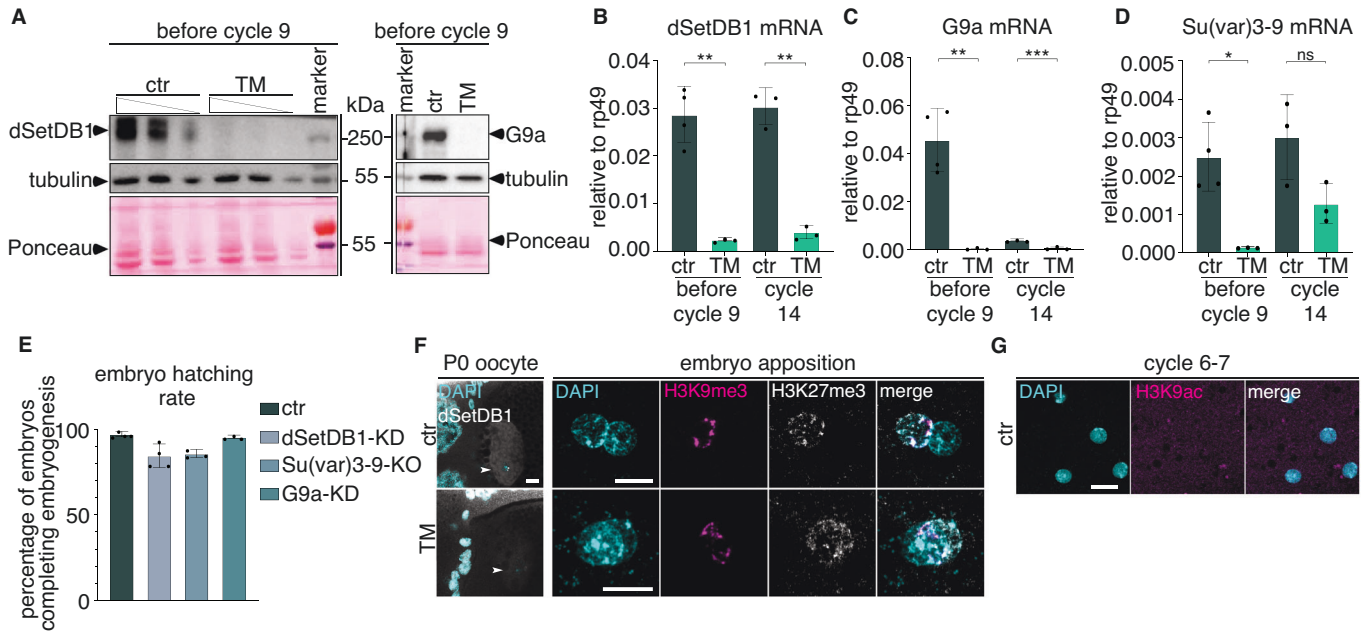 A
before cycle 9
before cycle 9
ctr
TM
marker
kDa
marker
ctr
TM
dSetDB1
250
G9a
tubulin
55
tubulin
Ponceau
55
Ponceau
B
dSetDB1 mRNA
relative to rp49
0.04
0.03
0.02
0.01
0.00
**
**
ctr TM ctr TM
before
cycle 9
cycle
14
C
G9a mRNA
relative to rp49
0.08
0.06
0.04
0.02
0.00
**
***
ctr TM ctr TM
before
cycle 9
cycle
14
D
Su(var)3-9 mRNA
relative to rp49
0.005
0.004
0.003
0.002
0.001
0.000
*
ns
ctr TM ctr TM
before
cycle 9
cycle
14
E
embryo hatching
rate
percentage of embryos
completing embryogenesis
100
50
0
ctr
dSetDB1-KD
Su(var)3-9-KO
G9a-KD
F
P0 oocyte
embryo apposition
DAPI
dSetDB1
DAPI
H3K9me3
H3K27me3
merge
ctr
TM
G
cycle 6-7
DAPI
H3K9ac
merge
ctr